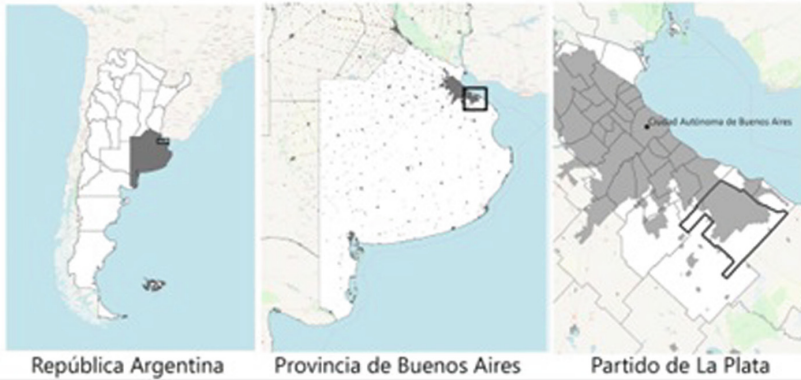 Ciudad Autónoma de Buenos Aires
República Argentina
Provincia de Buenos Aires
Partido de La Plata